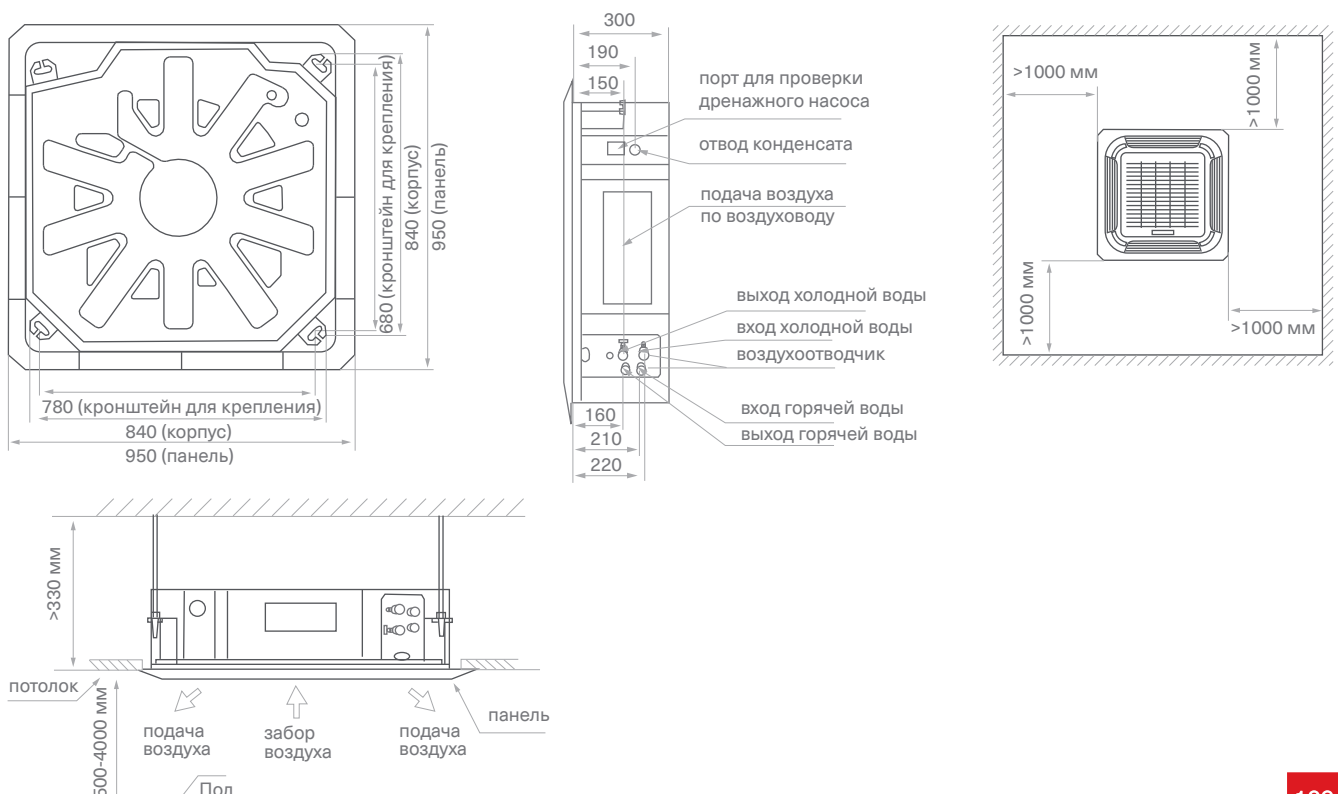 680 (кронштейн для крепления)
840 (корпус)
950 (панель)
780 (кронштейн для крепления)
840 (корпус)
950 (панель)
300
190
150
порт для проверки
дренажного насоса
отвод конденсата
подача воздуха
по воздуховоду
выход холодной воды
вход холодной воды
воздухоотводчик
вход горячей воды
выход горячей воды
160
210
220
>1000 мм
>1000 мм
>1000 мм
>1000 мм
>330 мм
потолок
подача
воздуха
забор
воздуха
подача
воздуха
панель
500-4000 мм
Пол